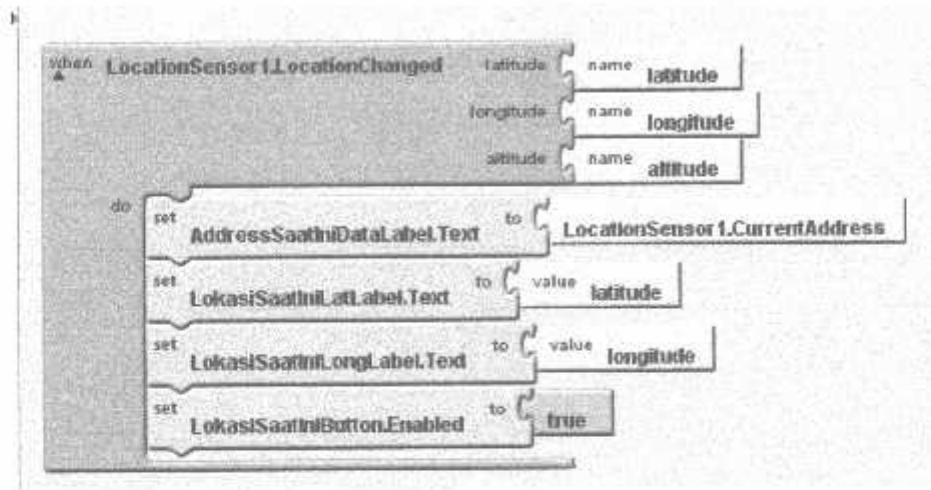 when LocationSensor1.LocationChanged latitude name latitude
longitude name longitude
altitude name altitude
do
set AddressSaatIniDataLabel.Text to LocationSensor1.CurrentAddress
set LokasiSaatIniLatLabel.Text to value latitude
set LokasiSaatIniLongLabel.Text to value longitude
set LokasiSaatIniButton.Enabled to true